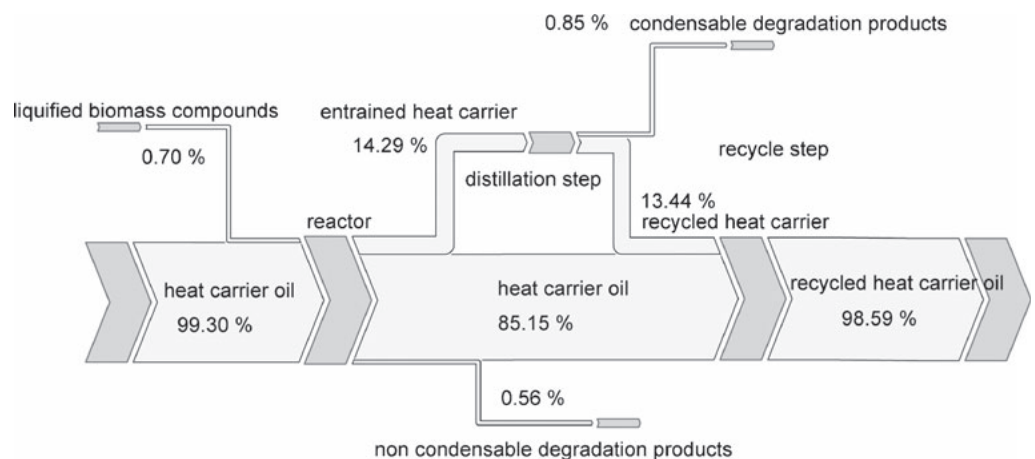 0.85 % condensable degradation products
liquified biomass compounds
entrained heat carrier
0.70 %
14.29 %
recycle step
distillation step
13.44 %
reactor
recycled heat carrier
heat carrier oil
99.30 %
heat carrier oil
85.15 %
recycled heat carrier oil
98.59 %
0.56 %
non condensable degradation products